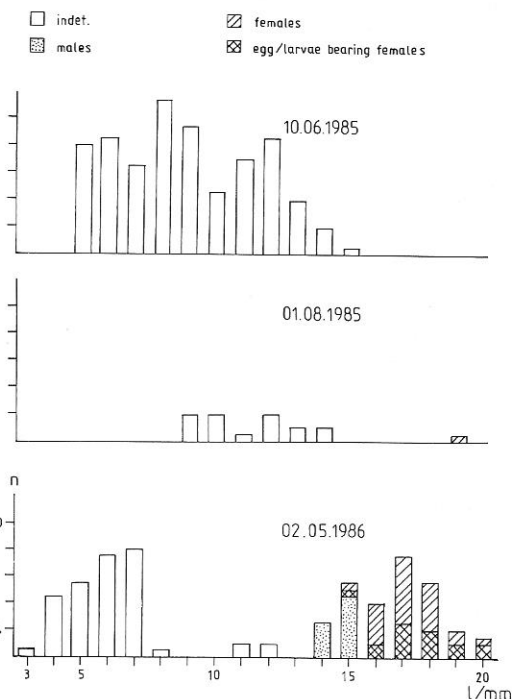 indet.
females
males
egg/larvae bearing females
10.06.1985
01.08.1985
n
02.05.1986
3 5 10 15 20
l/mm